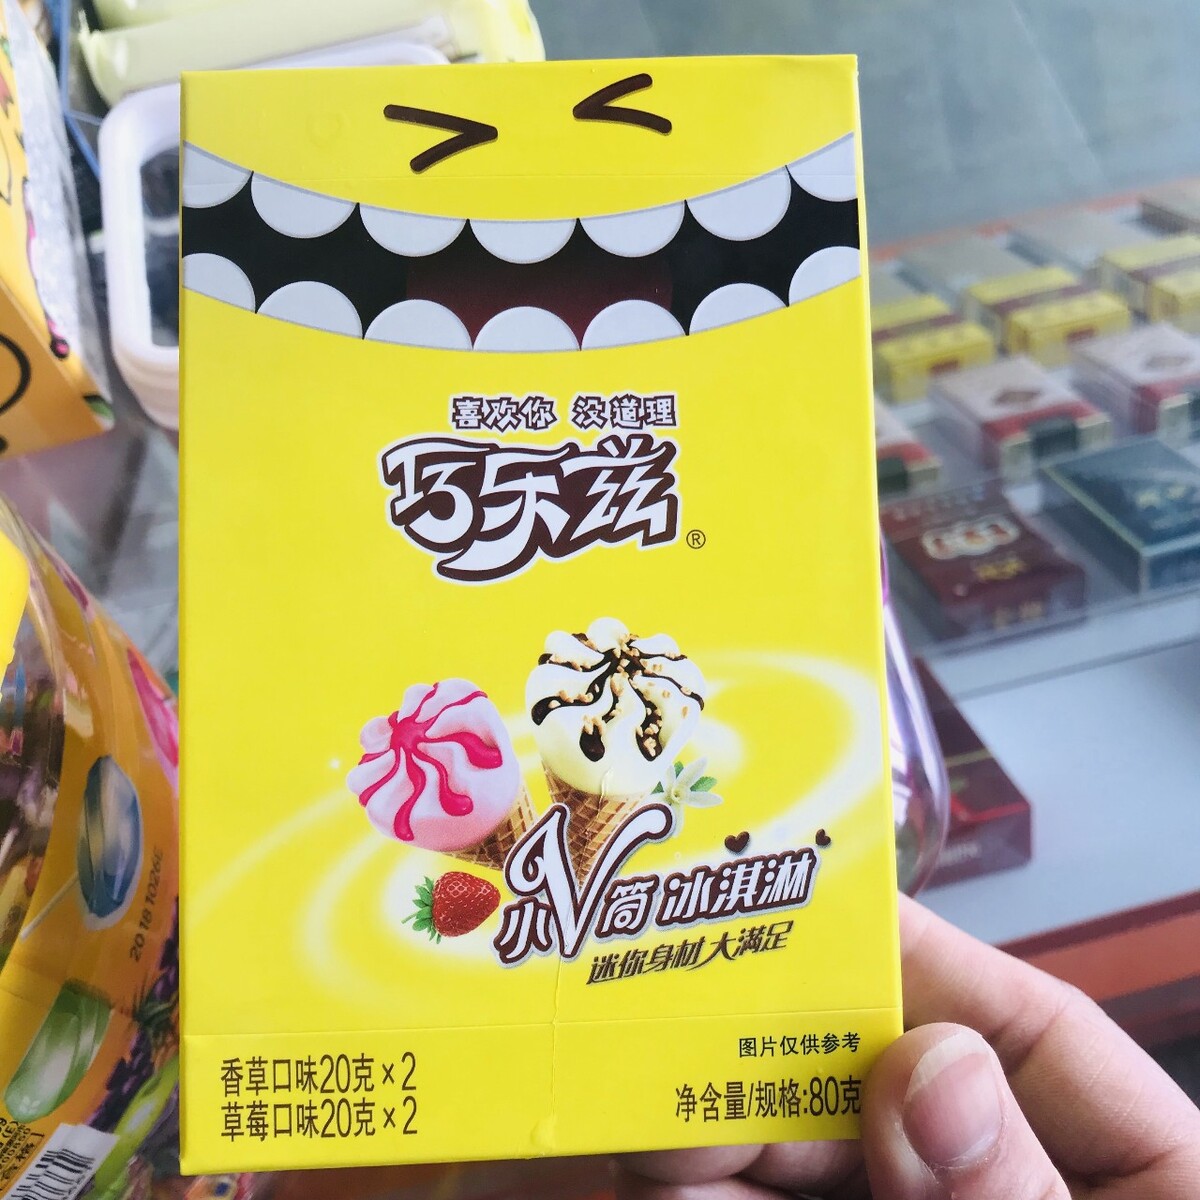 喜欢你 没道理
巧乐兹®
小V筒 冰淇淋
迷你身材大满足
图片仅供参考
香草口味20克×2
草莓口味20克×2
净含量/规格:80克
2018 1026E